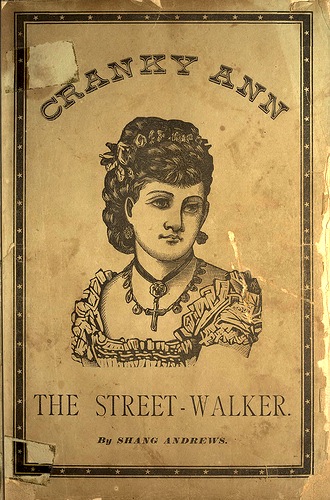 CRANKY ANN
THE STREET-WALKER.
By SHANG ANDREWS.